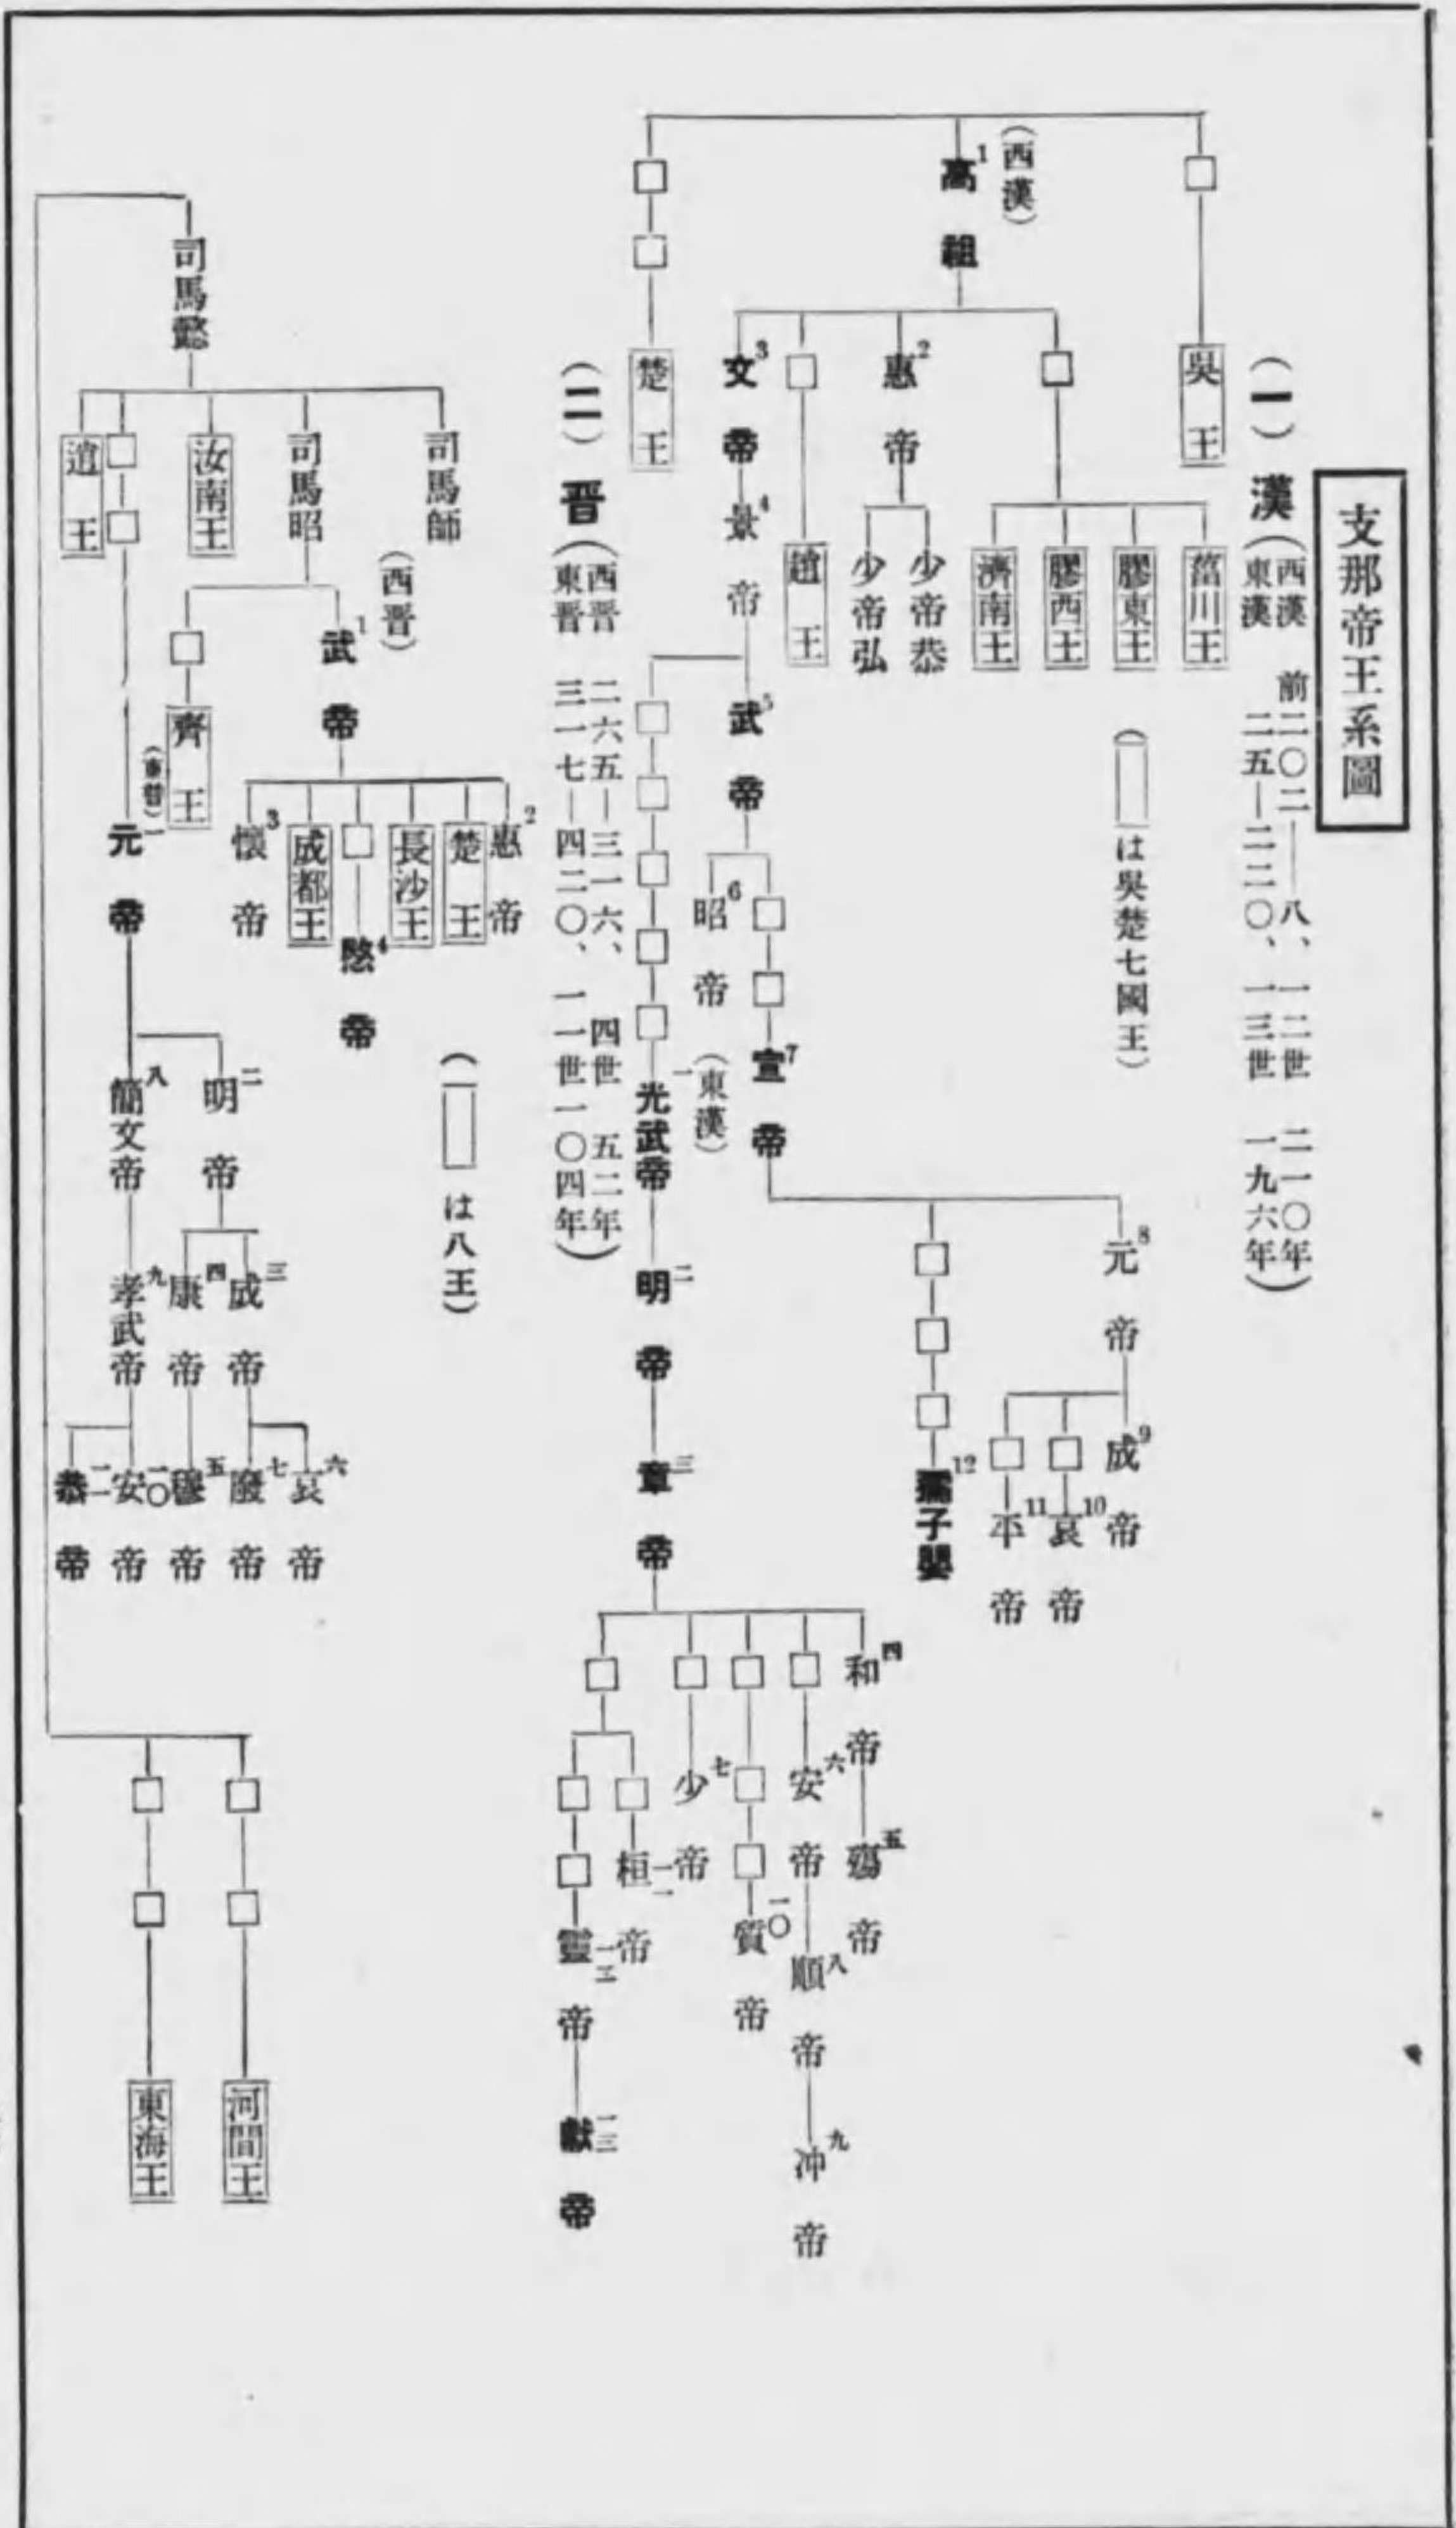 支那帝王系圖
(一)漢(西漢 前二〇二――八、一二世 二一〇年
東漢 二五―二二〇、一三世 一九六年)
(□は吳楚七國王)
吳王
(西漢)
高祖1
菑川王
膠東王
膠西王
濟南王
惠帝2
少帝恭
少帝弘
趙王
文帝3
景帝4
楚王
武帝5
昭帝6
宣帝7
元帝8
成帝9
哀帝10
平帝11
孺子嬰12
(東漢)
光武帝一
明帝二
章帝三
和帝四
殤帝五
安帝六
順帝八
冲帝九
質帝一〇
少帝七
桓帝一一
靈帝一二
獻帝一三
(二)晋(西晋 二六五―三一六、四世 五二年
東晋 三一七―四二〇、一一世一〇四年)
(□は八王)
司馬懿
司馬師
司馬昭
汝南王
(西晋)
武帝1
齊王
惠帝2
楚王
長沙王
愍帝4
成都王
懷帝3
(東晋)
元帝一
明帝二
簡文帝八
成帝三
康帝四
孝武帝九
哀帝六
廢帝七
穆帝五
安帝一〇
恭帝一一
河間王
東海王